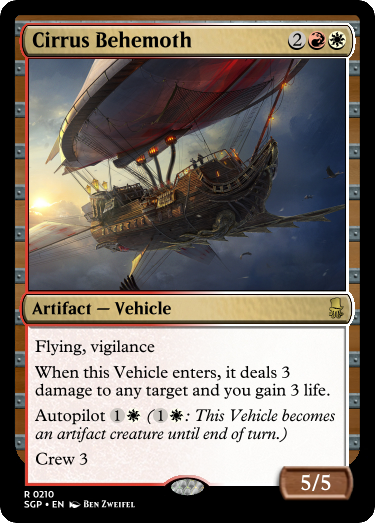 Cirrus Behemoth 2
Artifact — Vehicle
Flying, vigilance
When this Vehicle enters, it deals 3
damage to any target and you gain 3 life.
Autopilot 1 (1: This Vehicle becomes
an artifact creature until end of turn.)
Crew 3
5/5
R 0210
SGP • EN Ben Zweifel